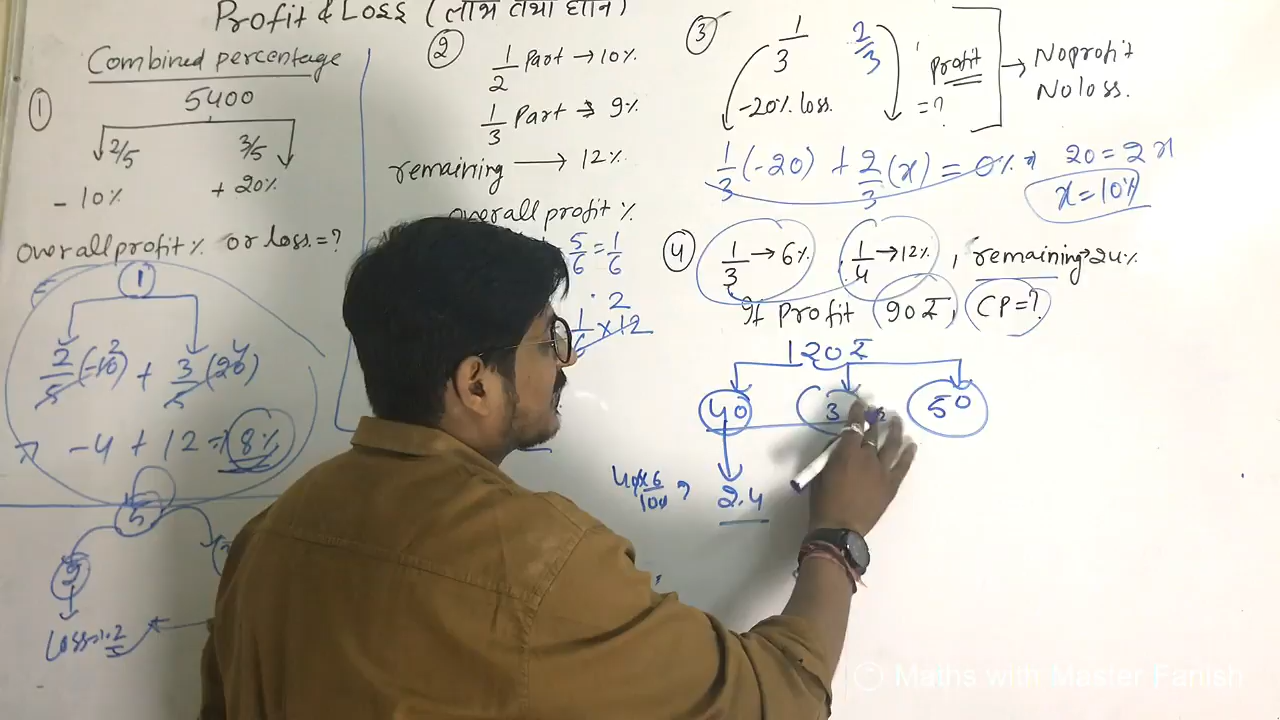 Profit & Loss (लाभ तथा हानि)
Combined percentage
①
5400
2/5 3/5
- 10% + 20%
overall profit% or loss = ?
1
2/5 (-10) 2 + 3/5 (20) 4
⇒ -4 + 12 ⇒ 8%
5
Loss
②
1/2 Part → 10%
1/3 Part → 9%
remaining → 12%
overall profit %
5/6 = 1/6
2
1/6 × 12
③
1/3 2/3 profit → No profit
-20% loss = ? No loss.
1/3 (-20) + 2/3 (x) = 0% ⇒ 20 = 2x
x = 10%
④ 1/3 → 6% 1/4 → 12%, remaining → 24%
If Profit 90₹, CP = ?
120₹
40 3 50
40×6/100 ⇒ 2.4
Maths with Master Fanish